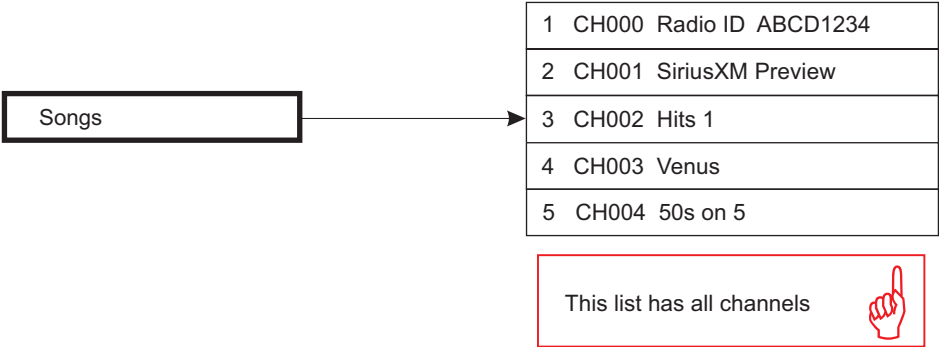 Songs
1 CH000 Radio ID ABCD1234
2 CH001 SiriusXM Preview
3 CH002 Hits 1
4 CH003 Venus
5 CH004 50s on 5
This list has all channels